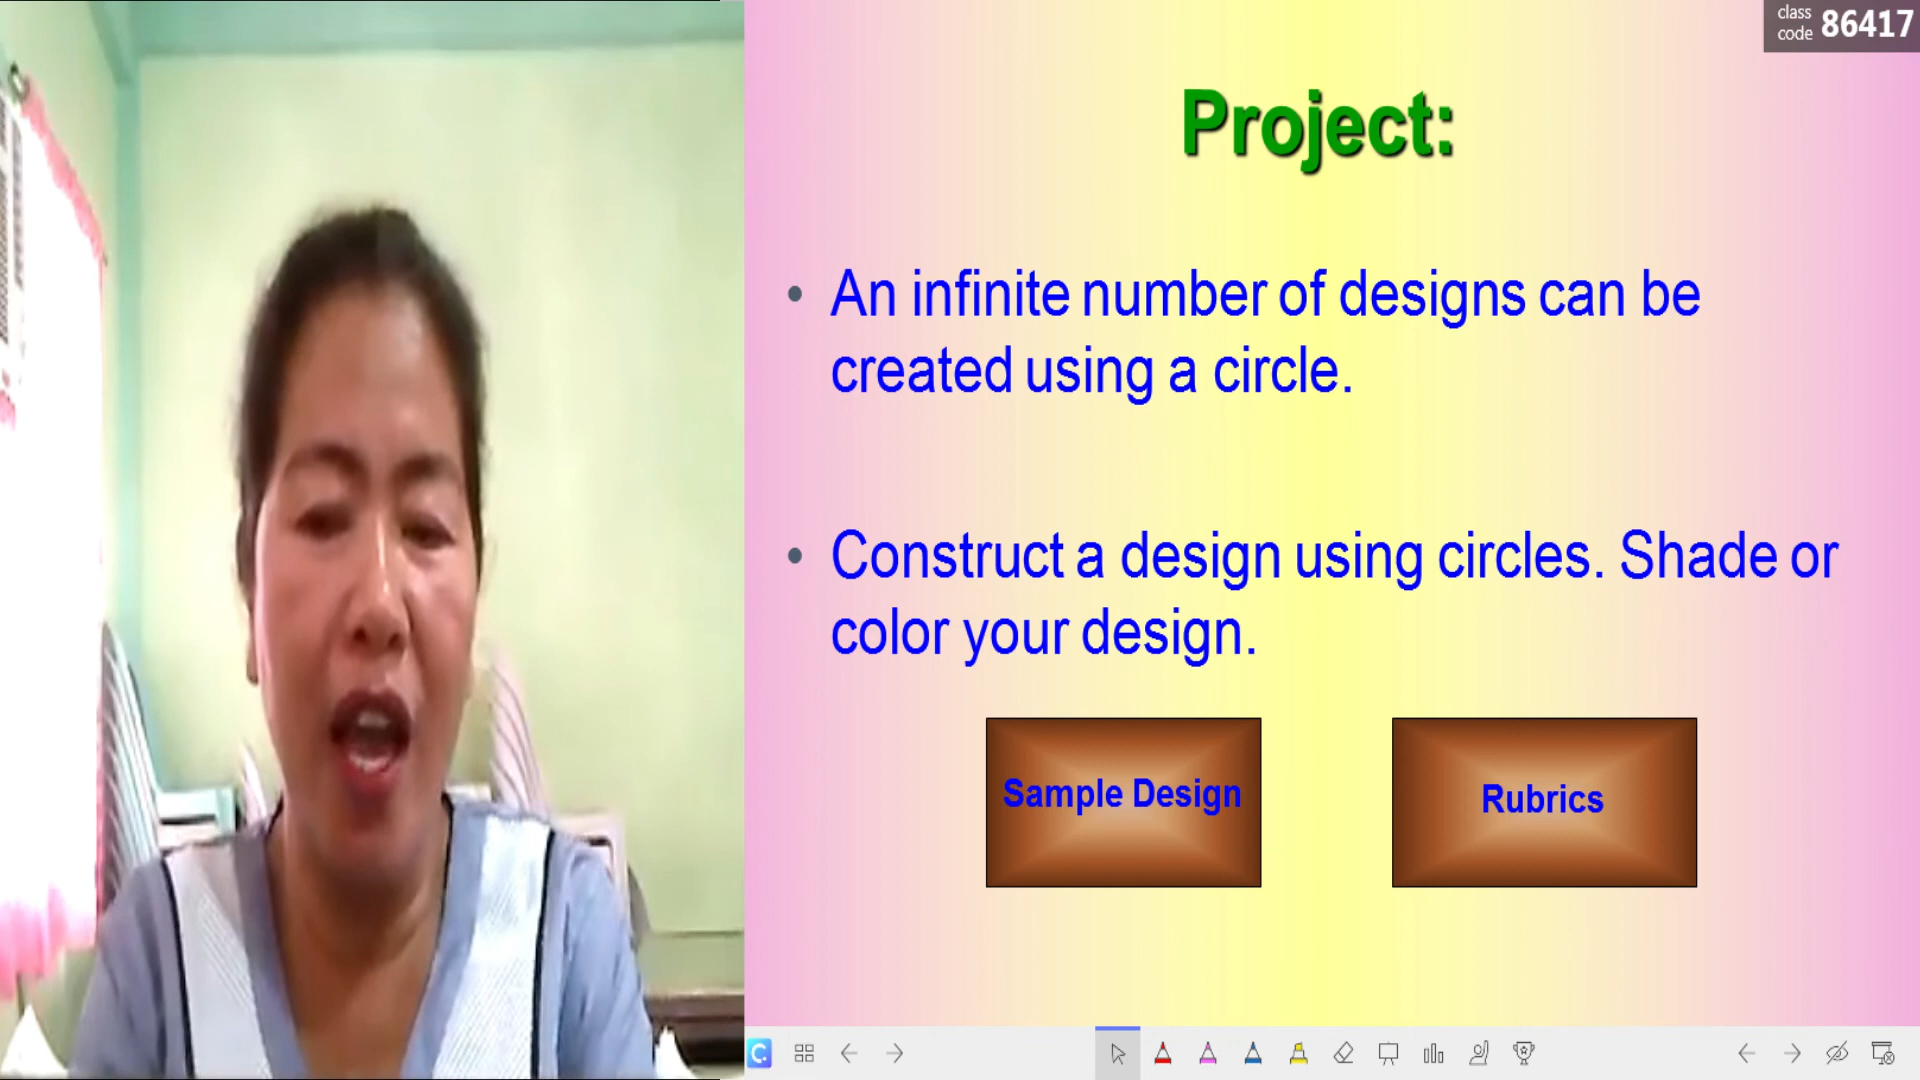 class
code 86417
Project:
• An infinite number of designs can be
created using a circle.
• Construct a design using circles. Shade or
color your design.
Sample Design
Rubrics